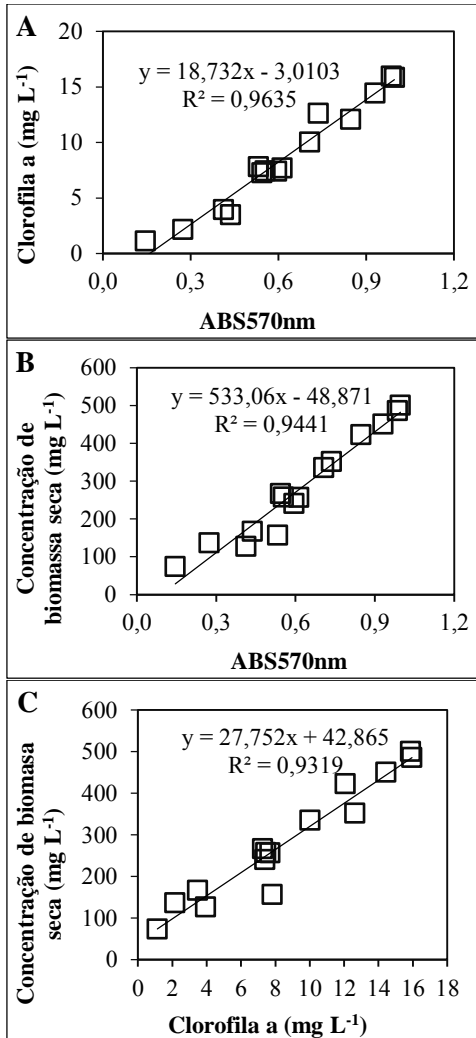 A
20
15
10
5
0
y = 18,732x - 3,0103
R² = 0,9635
Clorofila a (mg L-1)
0,0 0,3 0,6 0,9 1,2
ABS570nm
B
600
500
400
300
200
100
0
y = 533,06x - 48,871
R² = 0,9441
Concentração de
biomassa seca (mg L-1)
0,0 0,3 0,6 0,9 1,2
ABS570nm
C
600
500
400
300
200
100
0
y = 27,752x + 42,865
R² = 0,9319
Concentração de biomasa
seca (mg L-1)
0 2 4 6 8 10 12 14 16 18
Clorofila a (mg L-1)